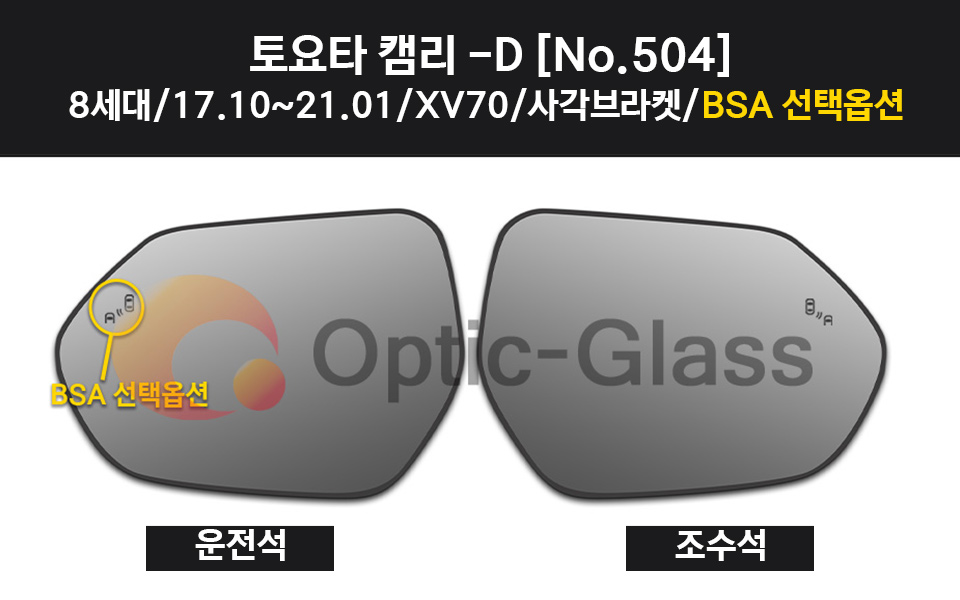 토요타 캠리 -D [No.504]
8세대/17.10~21.01/XV70/사각브라켓/BSA 선택옵션
Optic-Glass
BSA 선택옵션
운전석
조수석